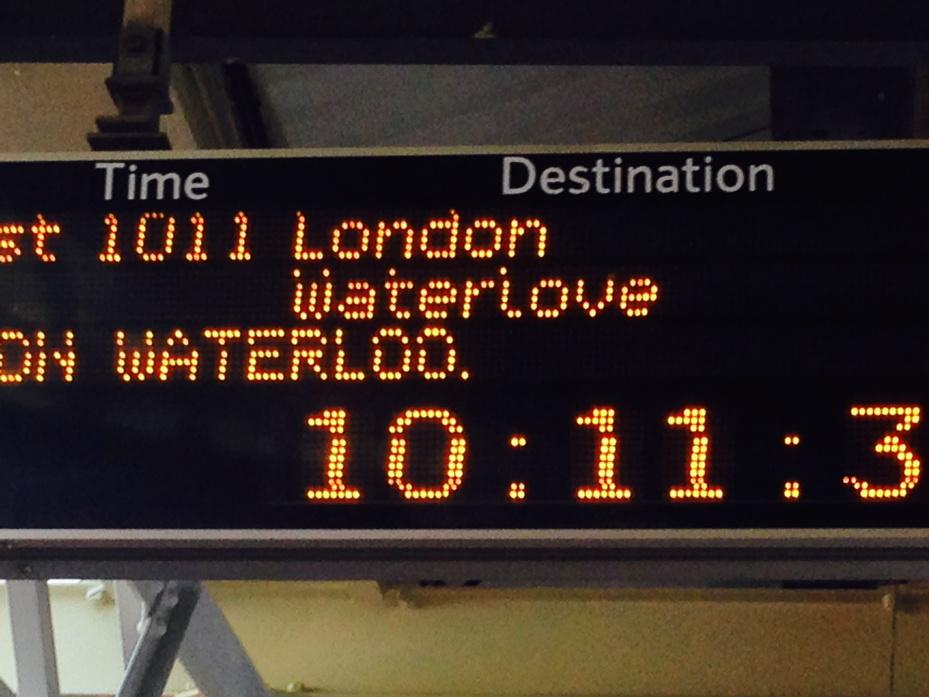 Time Destination
st 1011 London
Waterlove
ON WATERLOO.
10:11:3